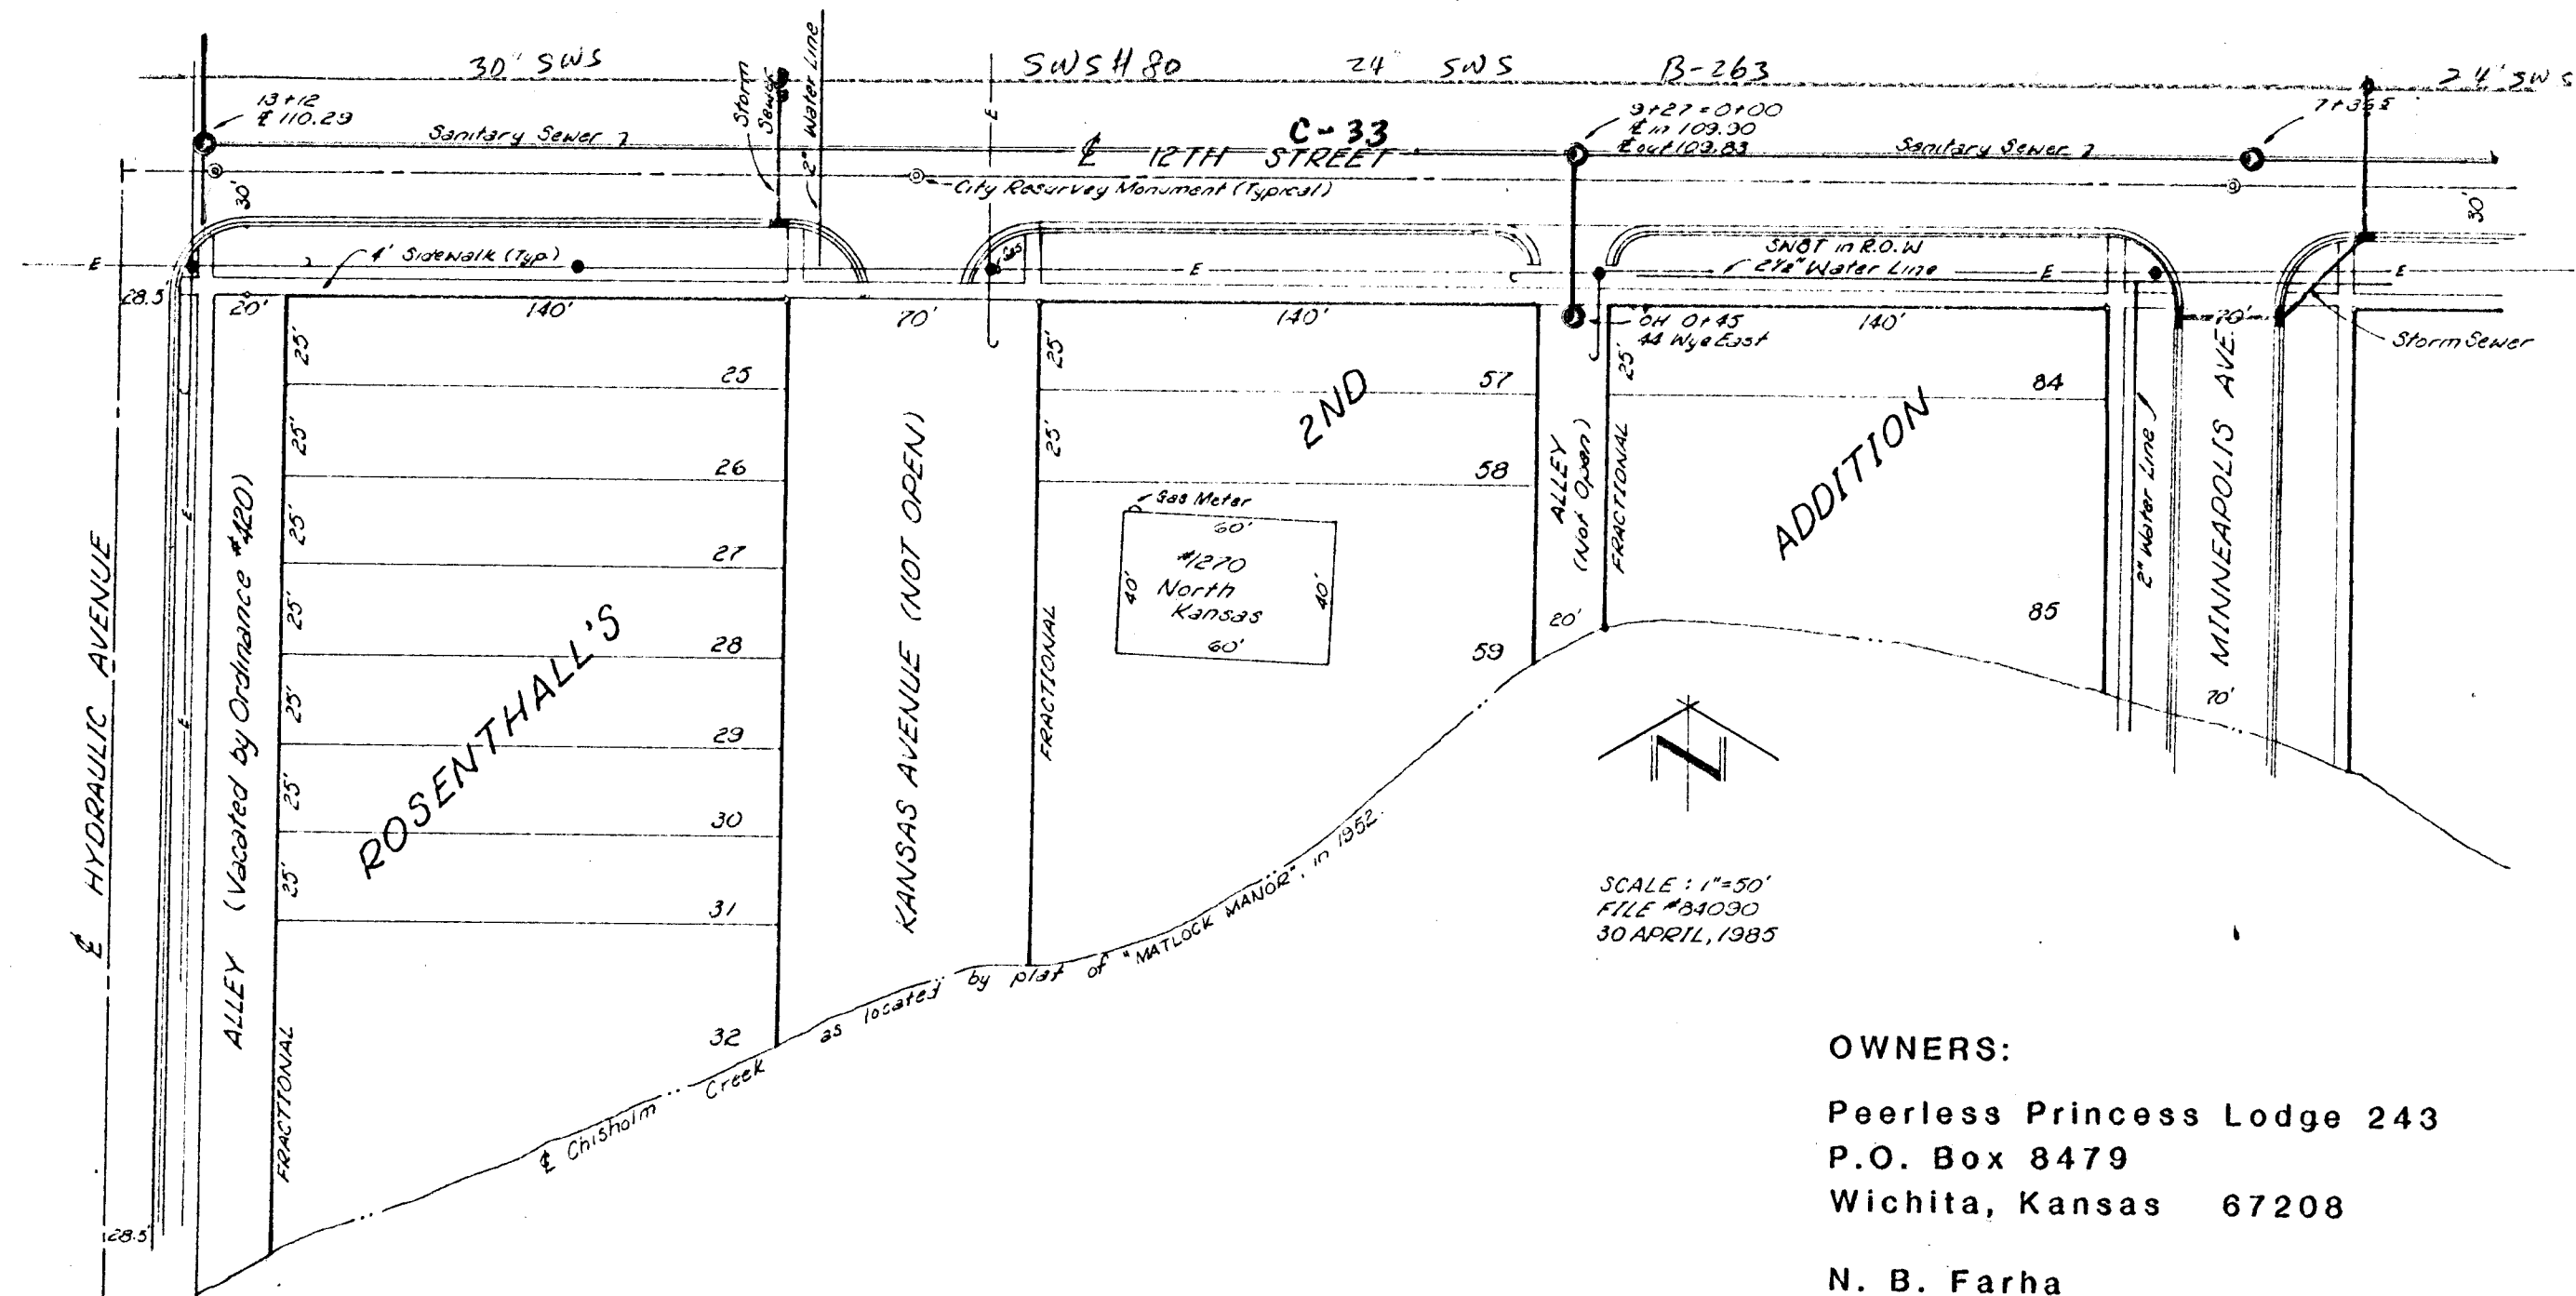 30" SWS
SWS # 80
24" SWS
B-263
24" SWS
13+12
℄ 110.29
Sanitary Sewer
Storm Sewer
2" Water Line
E
C-33
℄ 12TH STREET
9+27 = 0+00
℄ in 109.90
℄ out 109.83
Sanitary Sewer
City Resurvey Monument (Typical)
30'
30'
E
4' Sidewalk (Typ.)
Gas
E
SWBT in R.O.W
2½" Water Line
E
E
28.5'
20'
140'
70'
140'
OH 0+45
44 Wye East
140'
70'
Storm Sewer
25'
25
25'
57
25'
84
25'
26
25'
58
25'
27
25'
28
25'
29
25'
30
25'
31
32
59
85
Gas Meter
60'
40'
#1270
North
Kansas
40'
60'
℄ HYDRAULIC AVENUE
E
E
ALLEY (Vacated by Ordinance #420)
FRACTIONAL
ROSENTHALL'S
KANSAS AVENUE (NOT OPEN)
FRACTIONAL
2ND
ALLEY
(Not Open)
20'
FRACTIONAL
ADDITION
2" Water Line
MINNEAPOLIS AVE.
70'
28.5'
℄ Chisholm Creek as located by plat of "MATLOCK MANOR", in 1952.
N
SCALE : 1"=50'
FILE #84090
30 APRIL, 1985
OWNERS:
Peerless Princess Lodge 243
P.O. Box 8479
Wichita, Kansas 67208
N. B. Farha